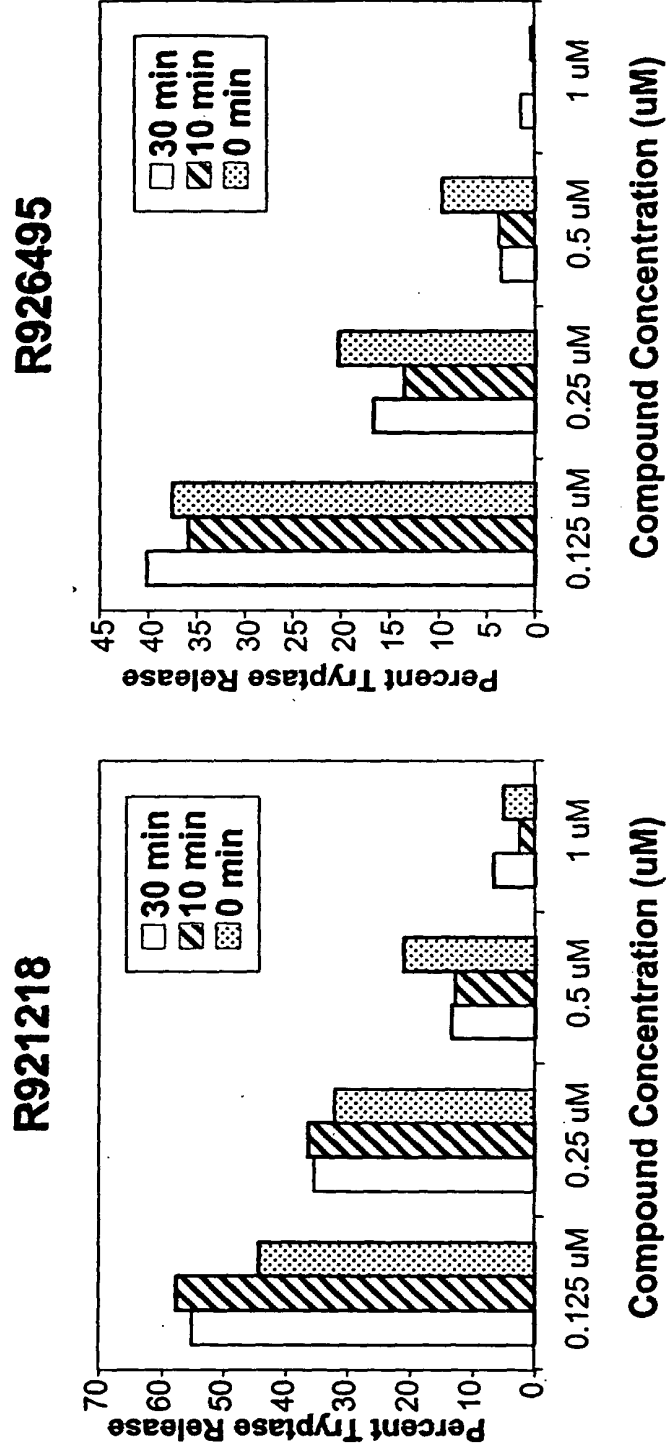 R921218
Percent Tryptase Release
70
60
50
40
30
20
10
0
30 min
10 min
0 min
0.125 uM
0.25 uM
0.5 uM
1 uM
Compound Concentration (uM)
R926495
Percent Tryptase Release
45
40
35
30
25
20
15
10
5
0
30 min
10 min
0 min
0.125 uM
0.25 uM
0.5 uM
1 uM
Compound Concentration (uM)